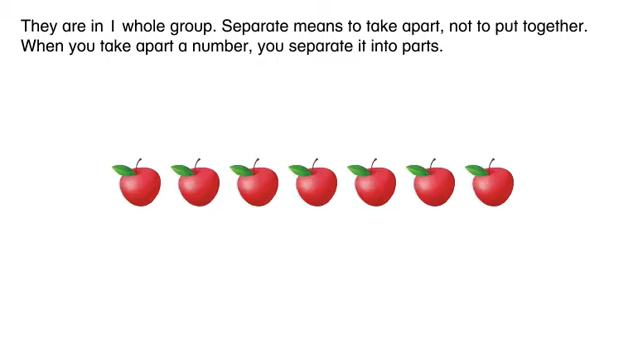 They are in 1 whole group. Separate means to take apart, not to put together.
When you take apart a number, you separate it into parts.